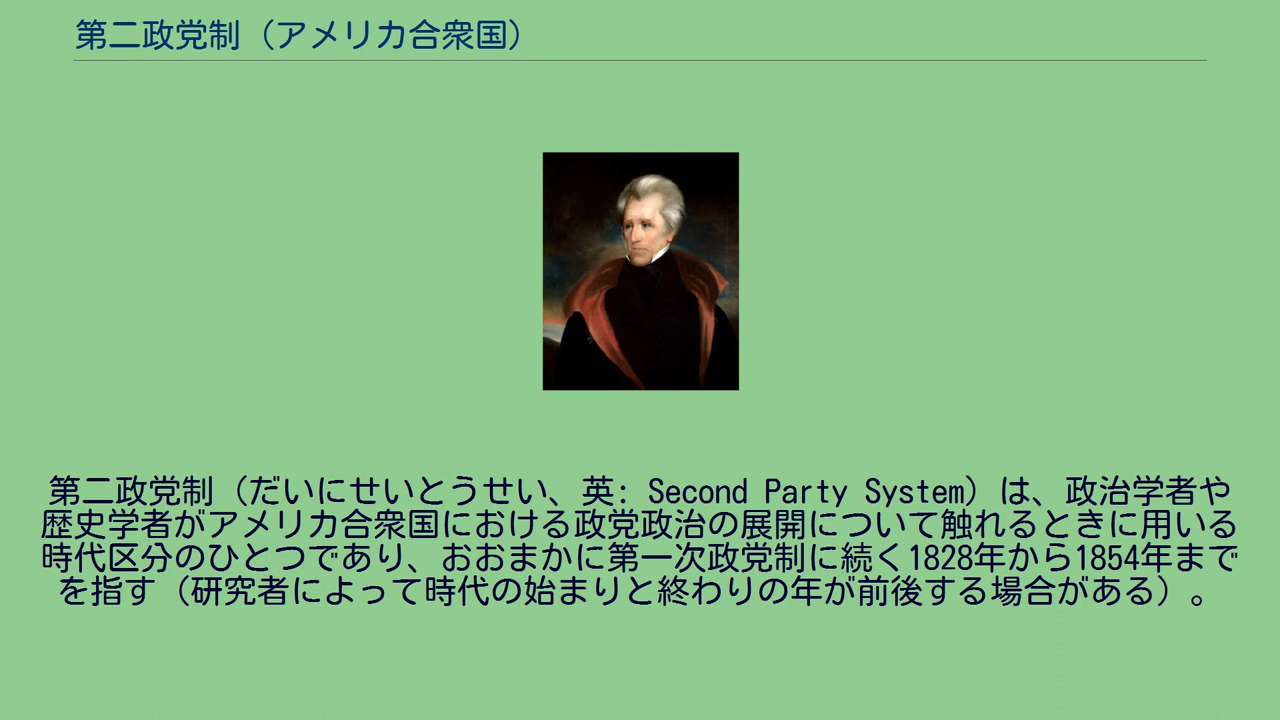 第二政党制（アメリカ合衆国）
第二政党制（だいにせいとうせい、英: Second Party System）は、政治学者や
歴史学者がアメリカ合衆国における政党政治の展開について触れるときに用いる
時代区分のひとつであり、おおまかに第一次政党制に続く1828年から1854年まで
を指す（研究者によって時代の始まりと終わりの年が前後する場合がある）。